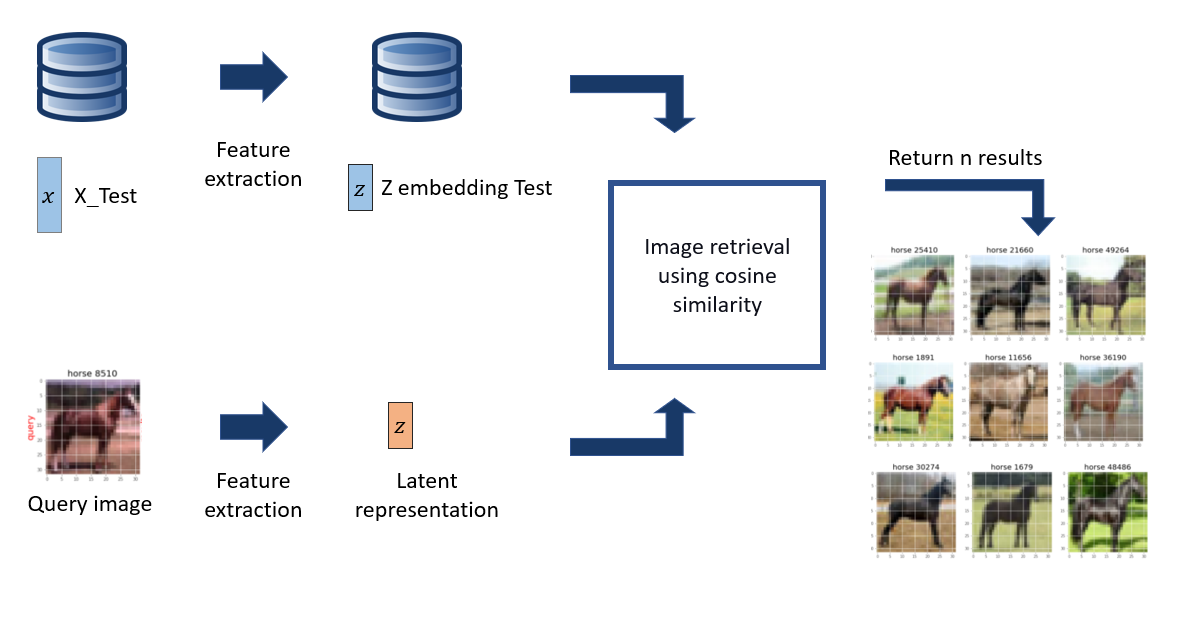 x
X_Test
Feature
extraction
z
Z embedding Test
Image retrieval
using cosine
similarity
Return n results
horse 8510
query
Query image
Feature
extraction
z
Latent
representation
horse 25410
horse 21660
horse 49264
horse 1891
horse 11656
horse 36190
horse 30274
horse 1679
horse 48486